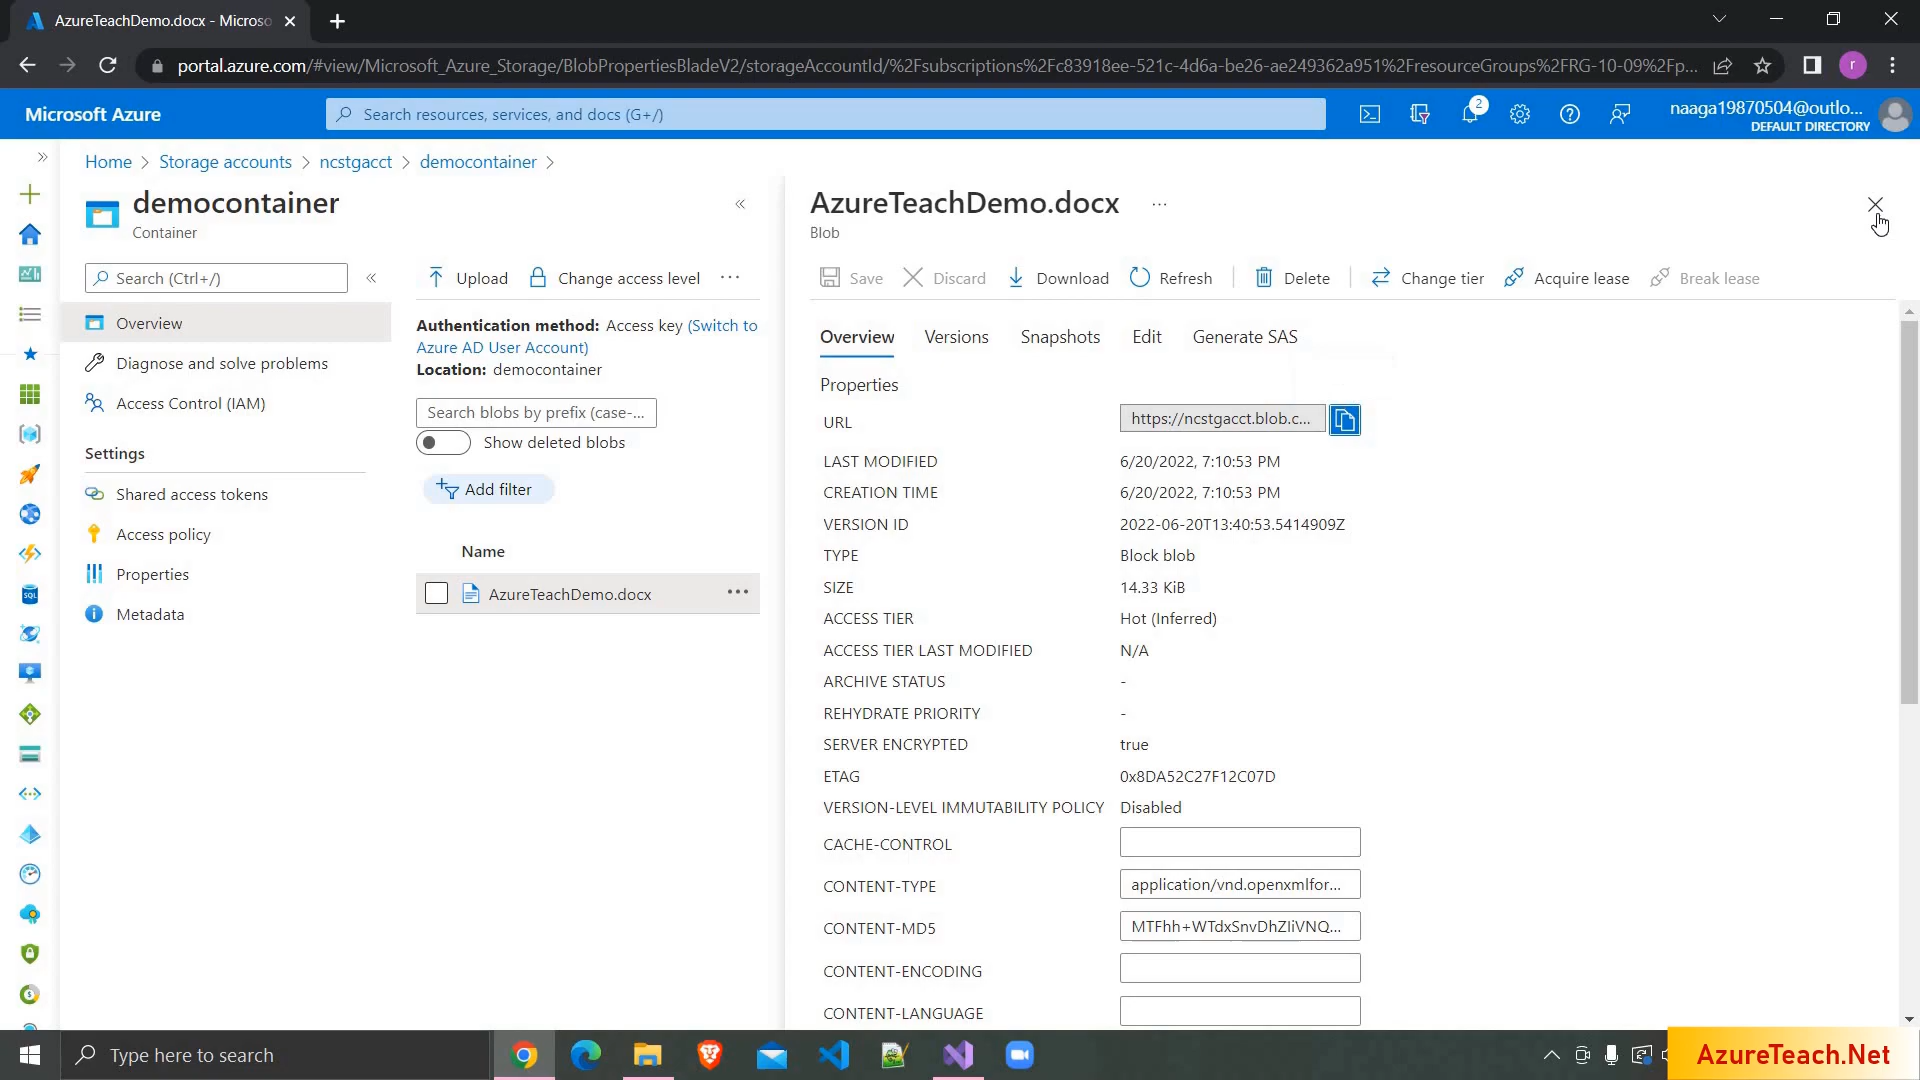 AzureTeachDemo.docx - Microso
portal.azure.com/#view/Microsoft_Azure_Storage/BlobPropertiesBladeV2/storageAccountId/%2Fsubscriptions%2Fc83918ee-521c-4d6a-be26-ae249362a951%2FresourceGroups%2FRG-10-09%2Fp...
r
Microsoft Azure
Search resources, services, and docs (G+/)
2
naaga19870504@outlo...
DEFAULT DIRECTORY
Home > Storage accounts > ncstgacct > democontainer >
democontainer
Container
Search (Ctrl+/)
Overview
Diagnose and solve problems
Access Control (IAM)
Settings
Shared access tokens
Access policy
Properties
Metadata
Upload
Change access level
...
Authentication method: Access key (Switch to
Azure AD User Account)
Location: democontainer
Search blobs by prefix (case-...
Show deleted blobs
Add filter
Name
AzureTeachDemo.docx
AzureTeachDemo.docx ...
Blob
Save Discard Download Refresh Delete Change tier Acquire lease Break lease
Overview Versions Snapshots Edit Generate SAS
Properties
URL https://ncstgacct.blob.c...
LAST MODIFIED 6/20/2022, 7:10:53 PM
CREATION TIME 6/20/2022, 7:10:53 PM
VERSION ID 2022-06-20T13:40:53.5414909Z
TYPE Block blob
SIZE 14.33 KiB
ACCESS TIER Hot (Inferred)
ACCESS TIER LAST MODIFIED N/A
ARCHIVE STATUS -
REHYDRATE PRIORITY -
SERVER ENCRYPTED true
ETAG 0x8DA52C27F12C07D
VERSION-LEVEL IMMUTABILITY POLICY Disabled
CACHE-CONTROL
CONTENT-TYPE application/vnd.openxmlfor...
CONTENT-MD5 MTFhh+WTdxSnvDhZIiVNQ...
CONTENT-ENCODING
CONTENT-LANGUAGE
Type here to search
AzureTeach.Net